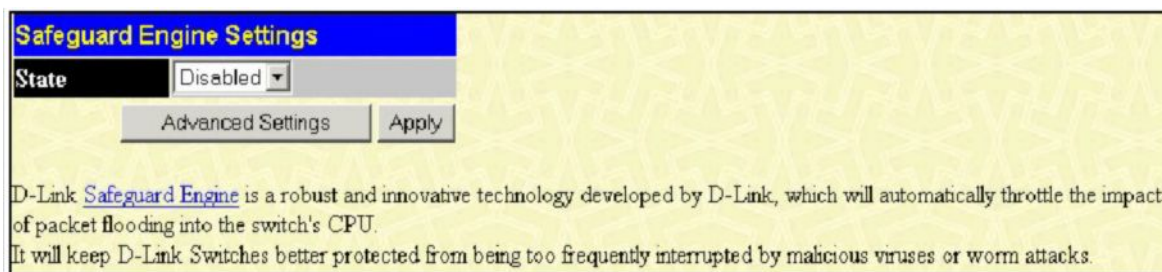 Safeguard Engine Settings
State Disabled
Advanced Settings Apply
D-Link Safeguard Engine is a robust and innovative technology developed by D-Link, which will automatically throttle the impact
of packet flooding into the switch's CPU.
It will keep D-Link Switches better protected from being too frequently interrupted by malicious viruses or worm attacks.